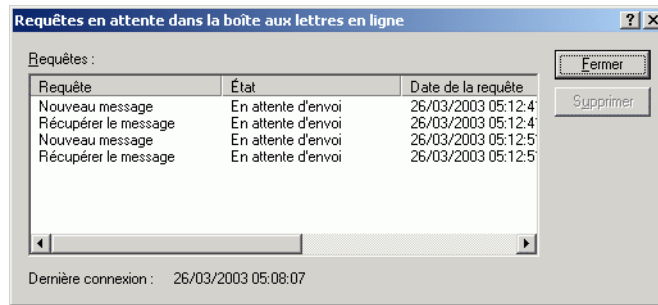 Requêtes en attente dans la boîte aux lettres en ligne
Requêtes :
Fermer
Supprimer
Requête État Date de la requête
Nouveau message En attente d'envoi 26/03/2003 05:12:4
Récupérer le message En attente d'envoi 26/03/2003 05:12:4
Nouveau message En attente d'envoi 26/03/2003 05:12:5
Récupérer le message En attente d'envoi 26/03/2003 05:12:5
Dernière connexion : 26/03/2003 05:08:07